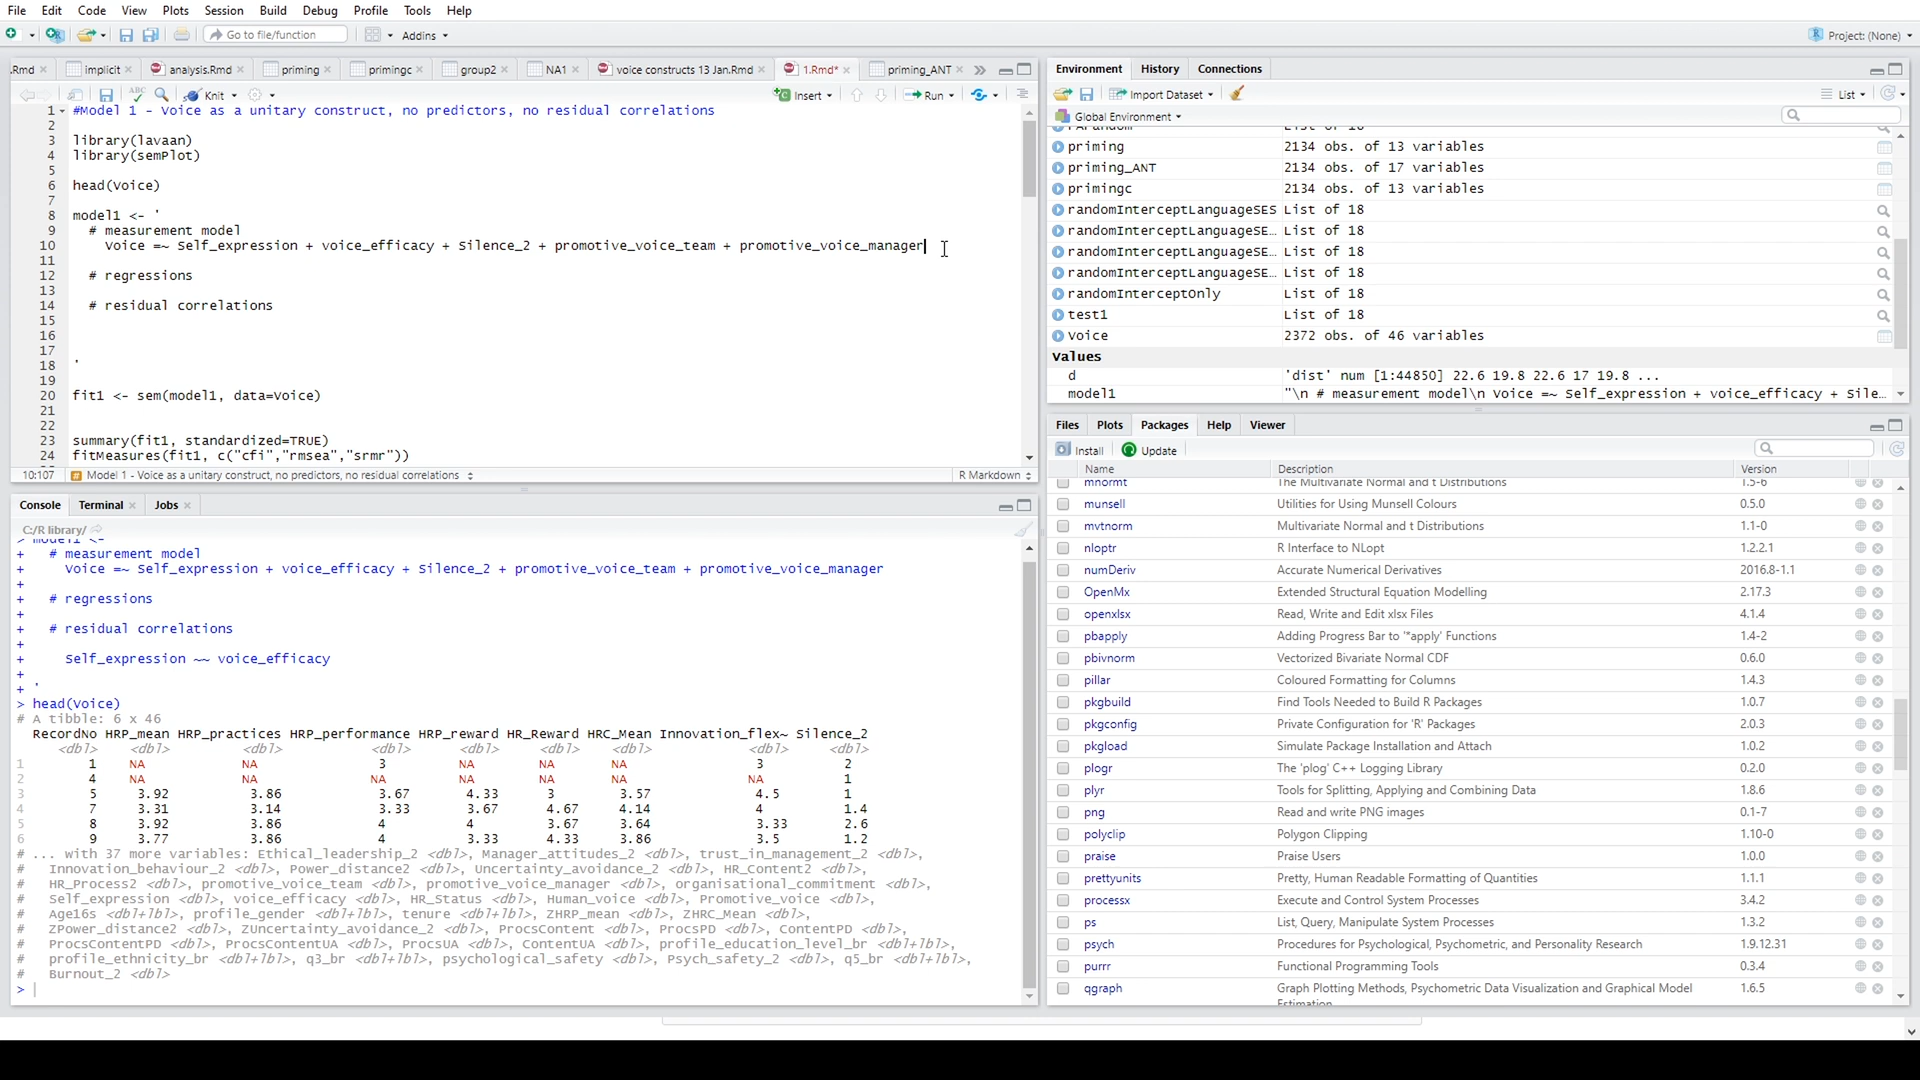 File Edit Code View Plots Session Build Debug Profile Tools Help
Go to file/function Addins Project: (None)
.Rmd implicit analysis.Rmd priming primingc group2 NA1 voice constructs 13 Jan.Rmd 1.Rmd* priming_ANT
Knit Insert Run
1 #Model 1 - Voice as a unitary construct, no predictors, no residual correlations
2
3 library(lavaan)
4 library(semPlot)
5
6 head(Voice)
7
8 model1 <- '
9 # measurement model
10 Voice =~ Self_expression + voice_efficacy + Silence_2 + promotive_voice_team + promotive_voice_manager
11
12 # regressions
13
14 # residual correlations
15
16
17
18 '
19
20 fit1 <- sem(model1, data=Voice)
21
22
23 summary(fit1, standardized=TRUE)
24 fitMeasures(fit1, c("cfi","rmsea","srmr"))
10:107 # Model 1 - Voice as a unitary construct, no predictors, no residual correlations R Markdown
Console Terminal Jobs
C:/R library/
> model1 <- '
+ # measurement model
+ Voice =~ Self_expression + voice_efficacy + Silence_2 + promotive_voice_team + promotive_voice_manager
+
+ # regressions
+
+ # residual correlations
+
+ Self_expression ~~ voice_efficacy
+
+ '
> head(Voice)
# A tibble: 6 x 46
RecordNo HRP_mean HRP_practices HRP_performance HRP_reward HR_Reward HRC_Mean Innovation_flex~ Silence_2
<dbl> <dbl> <dbl> <dbl> <dbl> <dbl> <dbl> <dbl> <dbl>
1 1 NA NA 3 NA NA NA 3 2
2 4 NA NA NA NA NA NA NA 1
3 5 3.92 3.86 3.67 4.33 3 3.57 4.5 1
4 7 3.31 3.14 3.33 3.67 4.67 4.14 4 1.4
5 8 3.92 3.86 4 4 3.67 3.64 3.33 2.6
6 9 3.77 3.86 4 3.33 4.33 3.86 3.5 1.2
# ... with 37 more variables: Ethical_leadership_2 <dbl>, Manager_attitudes_2 <dbl>, trust_in_management_2 <dbl>,
# Innovation_behaviour_2 <dbl>, Power_distance2 <dbl>, Uncertainty_avoidance_2 <dbl>, HR_Content2 <dbl>,
# HR_Process2 <dbl>, promotive_voice_team <dbl>, promotive_voice_manager <dbl>, organisational_commitment <dbl>,
# Self_expression <dbl>, voice_efficacy <dbl>, HR_Status <dbl>, Human_voice <dbl>, Promotive_voice <dbl>,
# Age16s <dbl+lbl>, profile_gender <dbl+lbl>, tenure <dbl+lbl>, ZHRP_mean <dbl>, ZHRC_Mean <dbl>,
# ZPower_distance2 <dbl>, ZUncertainty_avoidance_2 <dbl>, ProcsContent <dbl>, ProcsPD <dbl>, ContentPD <dbl>,
# ProcsContentPD <dbl>, ProcsContentUA <dbl>, ProcsUA <dbl>, ContentUA <dbl>, profile_education_level_br <dbl+lbl>,
# profile_ethnicity_br <dbl+lbl>, q3_br <dbl+lbl>, psychological_safety <dbl>, Psych_safety_2 <dbl>, q5_br <dbl+lbl>,
# Burnout_2 <dbl>
>
Environment History Connections
Import Dataset List
Global Environment
PARandom List of 18
priming 2134 obs. of 13 variables
priming_ANT 2134 obs. of 17 variables
primingc 2134 obs. of 13 variables
randomInterceptLanguageSES List of 18
randomInterceptLanguageSE... List of 18
randomInterceptLanguageSE... List of 18
randomInterceptLanguageSE... List of 18
randomInterceptOnly List of 18
test1 List of 18
Voice 2372 obs. of 46 variables
Values
d 'dist' num [1:44850] 22.6 19.8 22.6 17 19.8 ...
model1 "\n # measurement model\n Voice =~ Self_expression + voice_efficacy + Sile...
Files Plots Packages Help Viewer
Install Update
Name Description Version
mnormt The Multivariate Normal and t Distributions 1.5-6
munsell Utilities for Using Munsell Colours 0.5.0
mvtnorm Multivariate Normal and t Distributions 1.1-0
nloptr R Interface to NLopt 1.2.2.1
numDeriv Accurate Numerical Derivatives 2016.8-1.1
OpenMx Extended Structural Equation Modelling 2.17.3
openxlsx Read, Write and Edit xlsx Files 4.1.4
pbapply Adding Progress Bar to '*apply' Functions 1.4-2
pbivnorm Vectorized Bivariate Normal CDF 0.6.0
pillar Coloured Formatting for Columns 1.4.3
pkgbuild Find Tools Needed to Build R Packages 1.0.7
pkgconfig Private Configuration for 'R' Packages 2.0.3
pkgload Simulate Package Installation and Attach 1.0.2
plogr The 'plog' C++ Logging Library 0.2.0
plyr Tools for Splitting, Applying and Combining Data 1.8.6
png Read and write PNG images 0.1-7
polyclip Polygon Clipping 1.10-0
praise Praise Users 1.0.0
prettyunits Pretty, Human Readable Formatting of Quantities 1.1.1
processx Execute and Control System Processes 3.4.2
ps List, Query, Manipulate System Processes 1.3.2
psych Procedures for Psychological, Psychometric, and Personality Research 1.9.12.31
purrr Functional Programming Tools 0.3.4
qgraph Graph Plotting Methods, Psychometric Data Visualization and Graphical Model Estimation 1.6.5